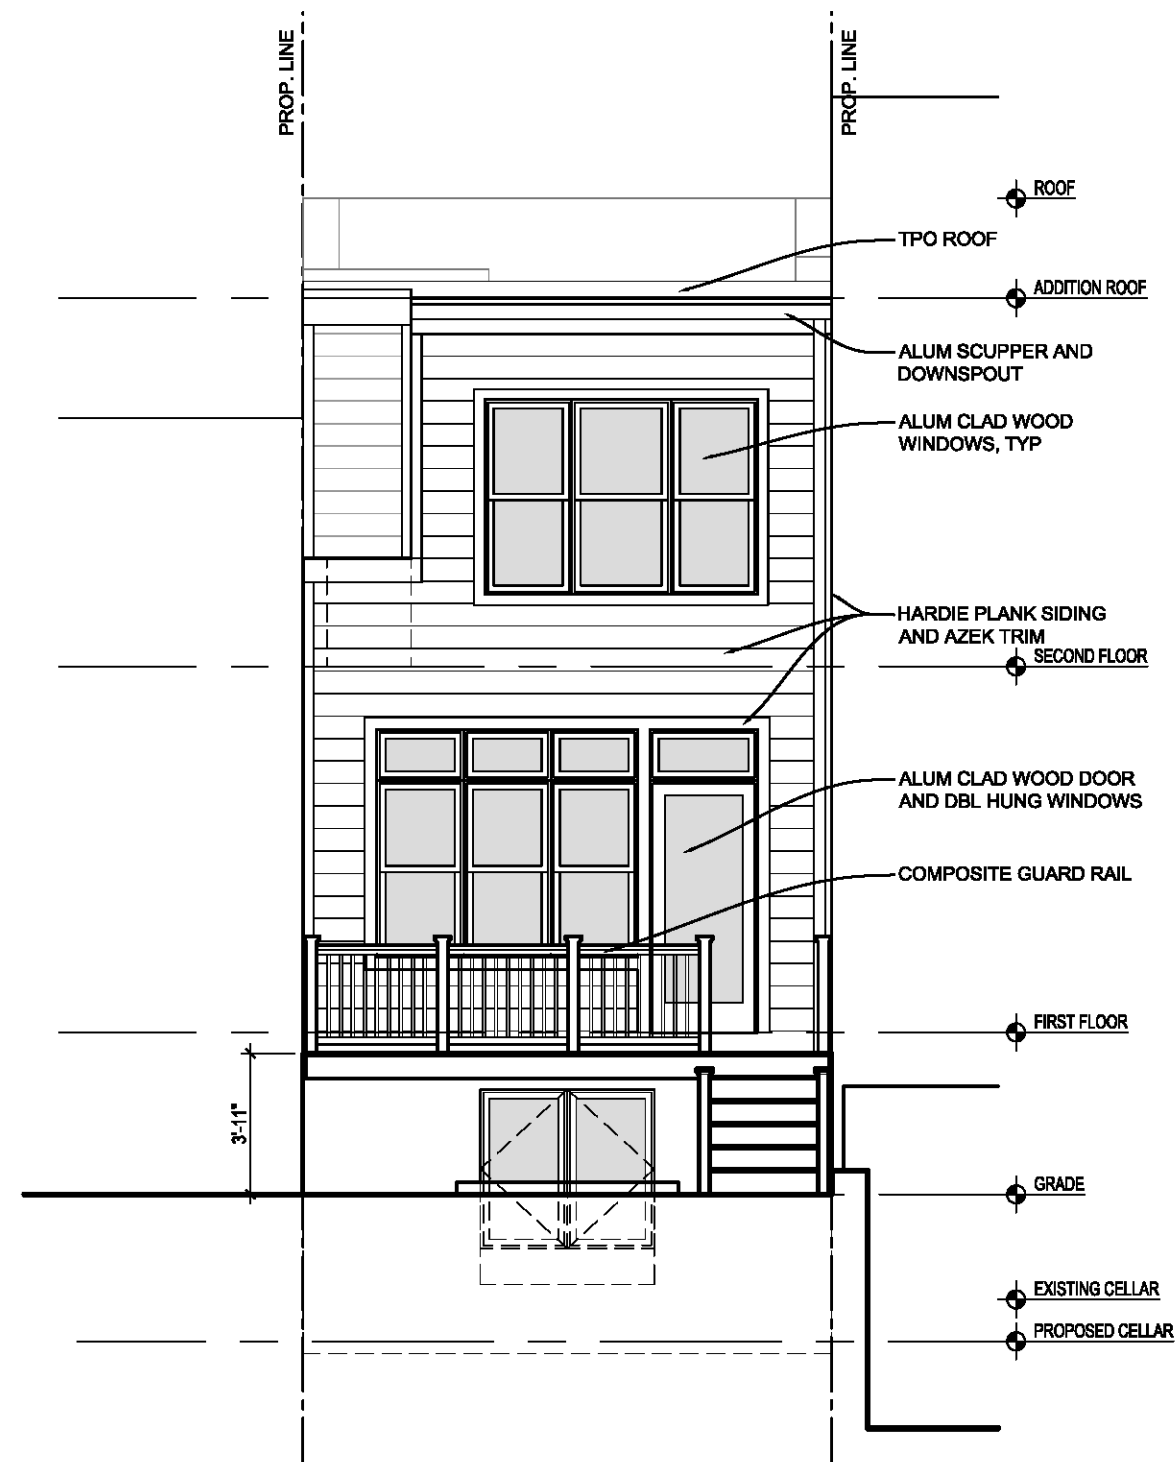 PROP. LINE
PROP. LINE
ROOF
TPO ROOF
ADDITION ROOF
ALUM SCUPPER AND
DOWNSPOUT
ALUM CLAD WOOD
WINDOWS, TYP
HARDIE PLANK SIDING
AND AZEK TRIM
SECOND FLOOR
ALUM CLAD WOOD DOOR
AND DBL HUNG WINDOWS
COMPOSITE GUARD RAIL
FIRST FLOOR
3'-11"
GRADE
EXISTING CELLAR
PROPOSED CELLAR